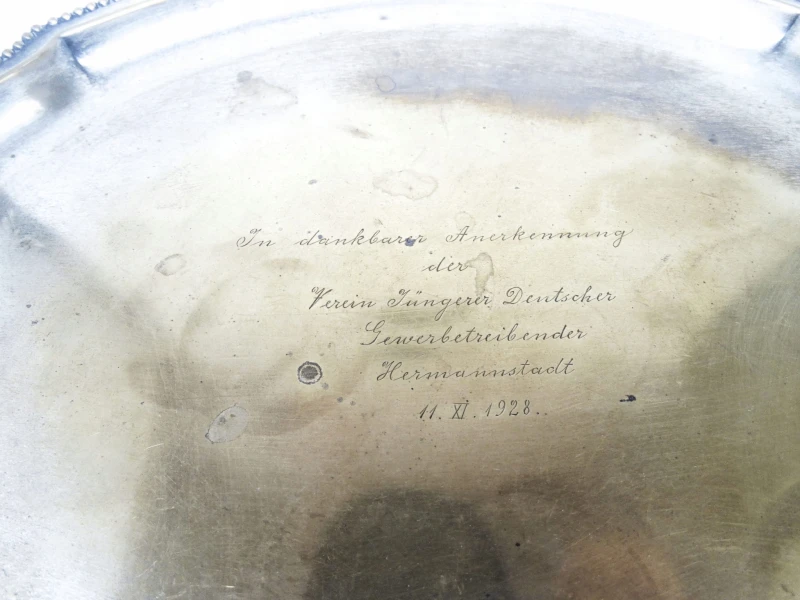 In dankbarer Anerkennung
der
Verein Jüngerer Deutscher
Gewerbetreibender
Hermannstadt
11. XI. 1928.